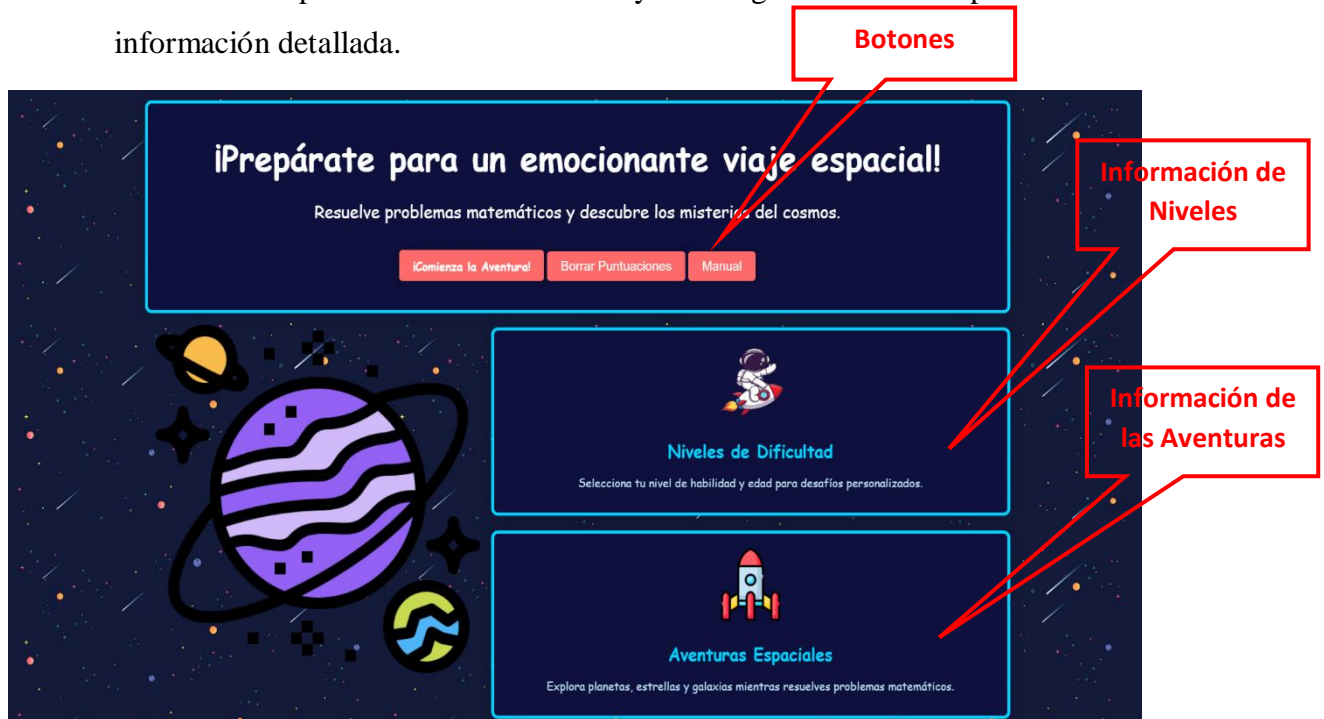 información detallada.
Botones
¡Prepárate para un emocionante viaje espacial!
Resuelve problemas matemáticos y descubre los misterios del cosmos.
¡Comienza la Aventura! Borrar Puntuaciones Manual
Información de
Niveles
Niveles de Dificultad
Selecciona tu nivel de habilidad y edad para desafíos personalizados.
Información de
las Aventuras
Aventuras Espaciales
Explora planetas, estrellas y galaxias mientras resuelves problemas matemáticos.